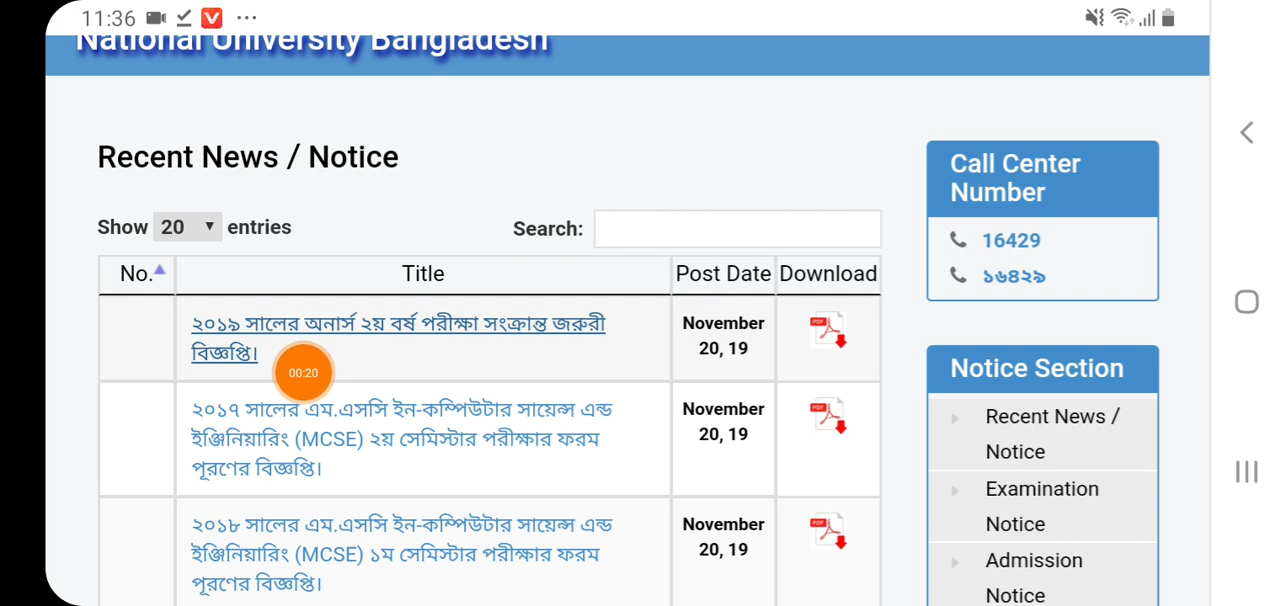 11:36
National University Bangladesh
Recent News / Notice
Show 20 entries
Search:
No. Title Post Date Download
২০১৯ সালের অনার্স ২য় বর্ষ পরীক্ষা সংক্রান্ত জরুরী
বিজ্ঞপ্তি।
November
20, 19
PDF
00:20
২০১৭ সালের এম.এসসি ইন-কম্পিউটার সায়েন্স এন্ড
ইঞ্জিনিয়ারিং (MCSE) ২য় সেমিস্টার পরীক্ষার ফরম
পূরণের বিজ্ঞপ্তি।
November
20, 19
PDF
২০১৮ সালের এম.এসসি ইন-কম্পিউটার সায়েন্স এন্ড
ইঞ্জিনিয়ারিং (MCSE) ১ম সেমিস্টার পরীক্ষার ফরম
পূরণের বিজ্ঞপ্তি।
November
20, 19
PDF
Call Center
Number
16429
১৬৪২৯
Notice Section
Recent News /
Notice
Examination
Notice
Admission
Notice